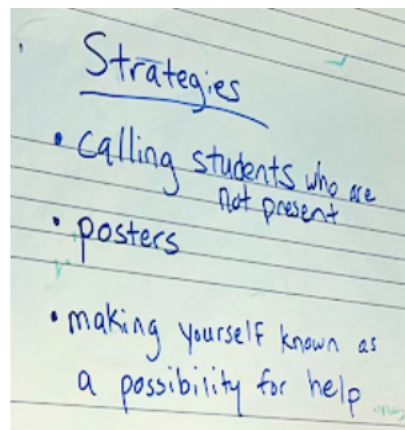 Strategies
• calling students who are
not present
• posters
• making yourself known as
a possibility for help